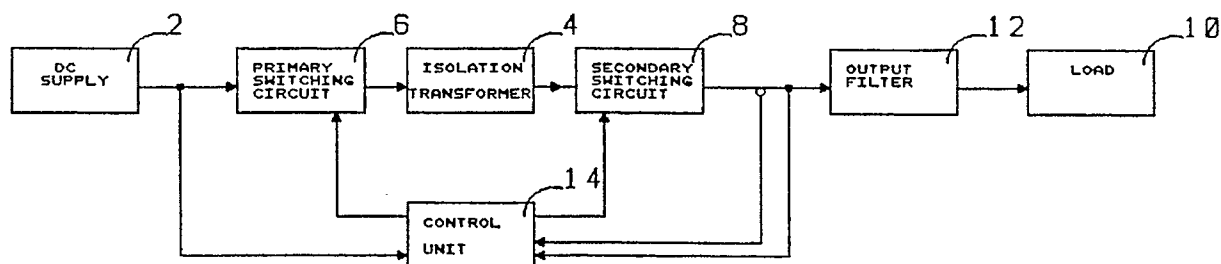 2
6
4
8
12
10
DC
SUPPLY
PRIMARY
SWITCHING
CIRCUIT
ISOLATION
TRANSFORMER
SECONDARY
SWITCHING
CIRCUIT
OUTPUT
FILTER
LOAD
14
CONTROL
UNIT